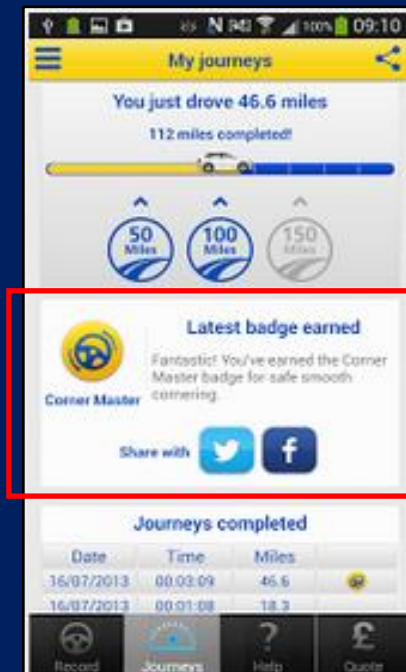 100% 09:10
My journeys
You just drove 46.6 miles
112 miles completed!
50 Miles
100 Miles
150 Miles
Latest badge earned
Fantastic! You've earned the Corner
Master badge for safe smooth
cornering.
Corner Master
Share with
f
Journeys completed
Date Time Miles
16/07/2013 00:03:09 46.6
16/07/2013 00:01:08 18.3
Record Journeys Help Quote